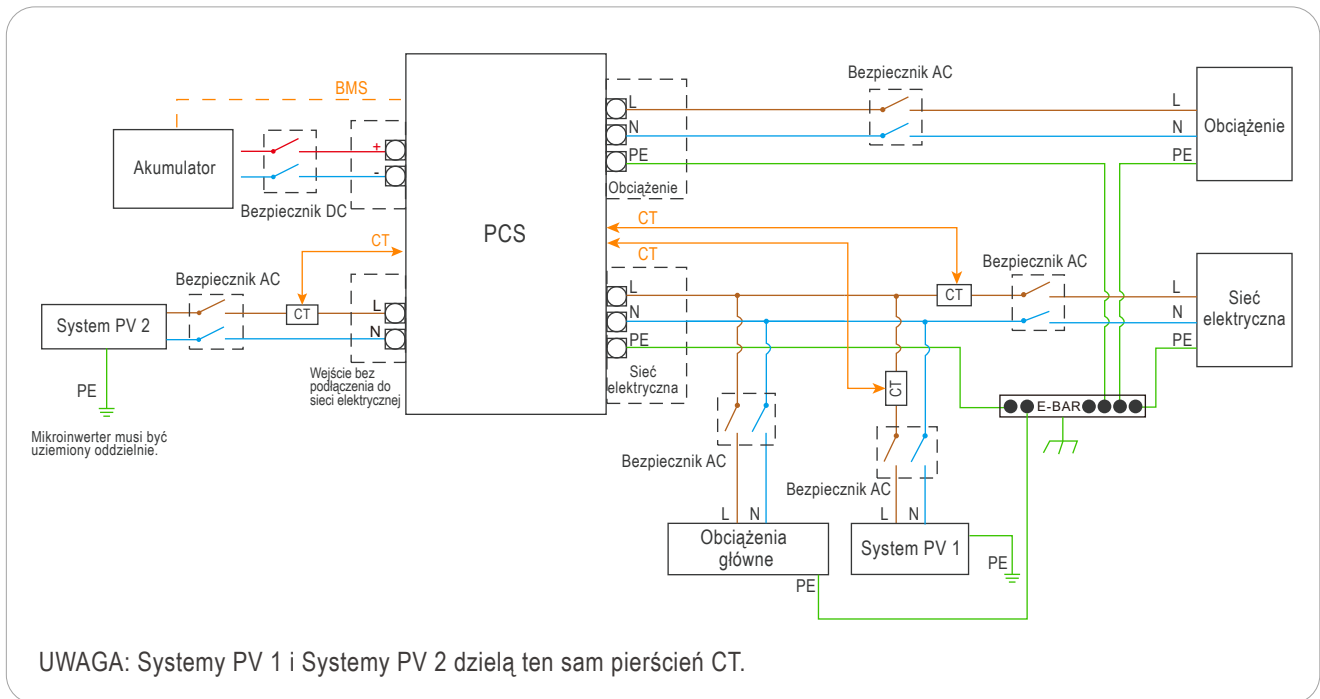 BMS
Akumulator
Bezpiecznik DC
+
-
CT
Bezpiecznik AC
System PV 2
CT
L
N
PE
Mikroinwerter musi być
uziemiony oddzielnie.
Wejście bez
podłączenia do
sieci elektrycznej
PCS
L
N
PE
Obciążenie
Bezpiecznik AC
L
N
PE
Obciążenie
CT
CT
L
N
PE
Sieć
elektryczna
CT
Bezpiecznik AC
L
N
PE
Sieć
elektryczna
CT
E-BAR
Bezpiecznik AC
Bezpiecznik AC
L N
Obciążenia
główne
PE
L N
System PV 1
PE
UWAGA: Systemy PV 1 i Systemy PV 2 dzielą ten sam pierścień CT.